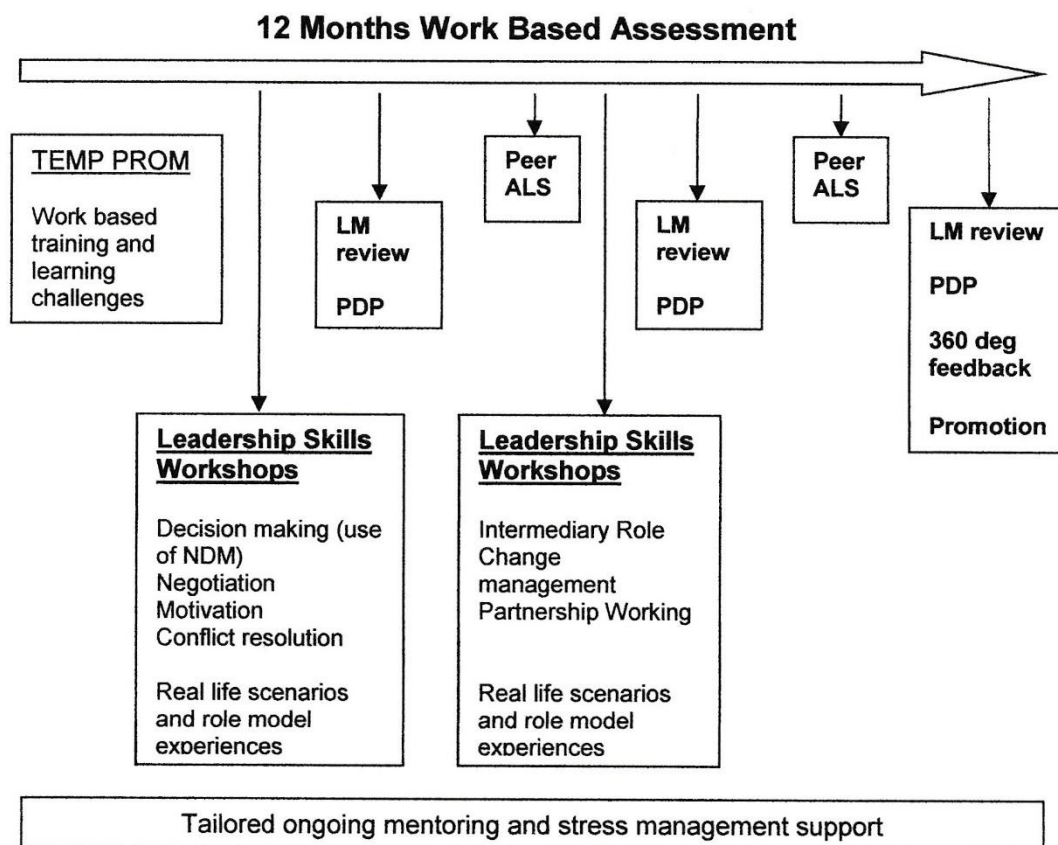 12 Months Work Based Assessment
TEMP PROM
Work based
training and
learning
challenges
LM
review
PDP
Peer
ALS
LM
review
PDP
Peer
ALS
LM review
PDP
360 deg
feedback
Promotion
Leadership Skills
Workshops
Decision making (use
of NDM)
Negotiation
Motivation
Conflict resolution
Real life scenarios
and role model
experiences
Leadership Skills
Workshops
Intermediary Role
Change
management
Partnership Working
Real life scenarios
and role model
experiences
Tailored ongoing mentoring and stress management support